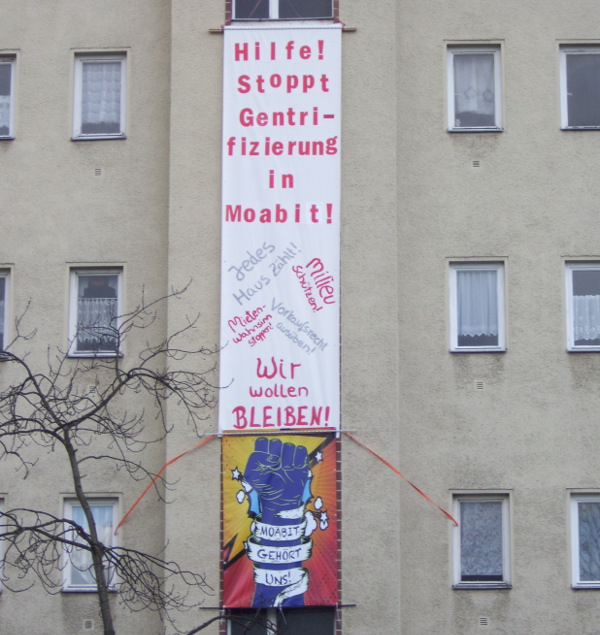 Hilfe!
Stoppt
Gentri-
fizierung
in
Moabit!
Jedes
Haus zählt!
Milieu
schützen!
Mieten-
wahnsinn
stoppen!
Vorkaufsrecht
ausüben!
Wir
wollen
BLEIBEN!
MOABIT
GEHÖRT
UNS!